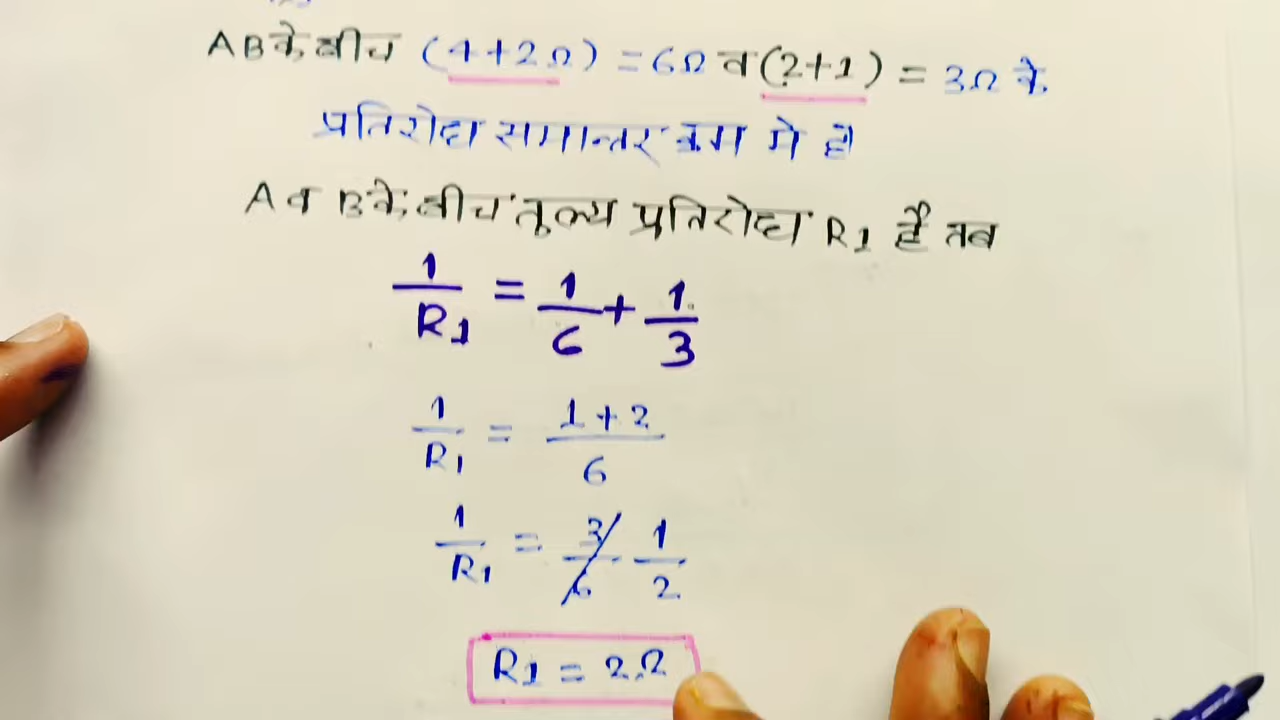 AB के बीच (4+2Ω) = 6Ω व (2+1) = 3Ω के
प्रतिरोध समान्तर क्रम मे है
A व B के बीच तुल्य प्रतिरोध R1 है तब
1/R1 = 1/6 + 1/3
1/R1 = 1+2/6
1/R1 = 3/6 1/2
R1 = 2Ω